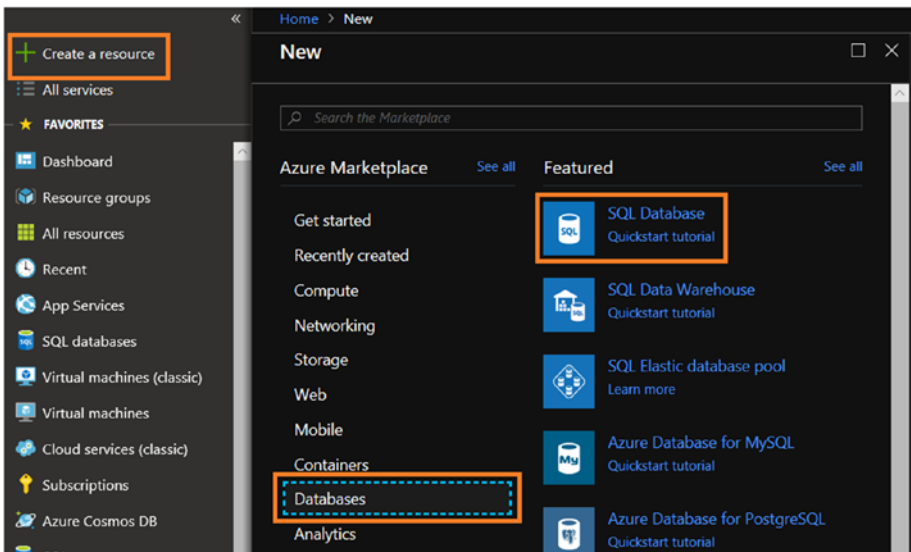 «
Create a resource
All services
FAVORITES
Dashboard
Resource groups
All resources
Recent
App Services
SQL databases
Virtual machines (classic)
Virtual machines
Cloud services (classic)
Subscriptions
Azure Cosmos DB
Home > New
New
Search the Marketplace
Azure Marketplace
See all
Get started
Recently created
Compute
Networking
Storage
Web
Mobile
Containers
Databases
Analytics
Featured
See all
SQL
SQL Database
Quickstart tutorial
SQL Data Warehouse
Quickstart tutorial
SQL Elastic database pool
Learn more
My
Azure Database for MySQL
Quickstart tutorial
Azure Database for PostgreSQL
Quickstart tutorial